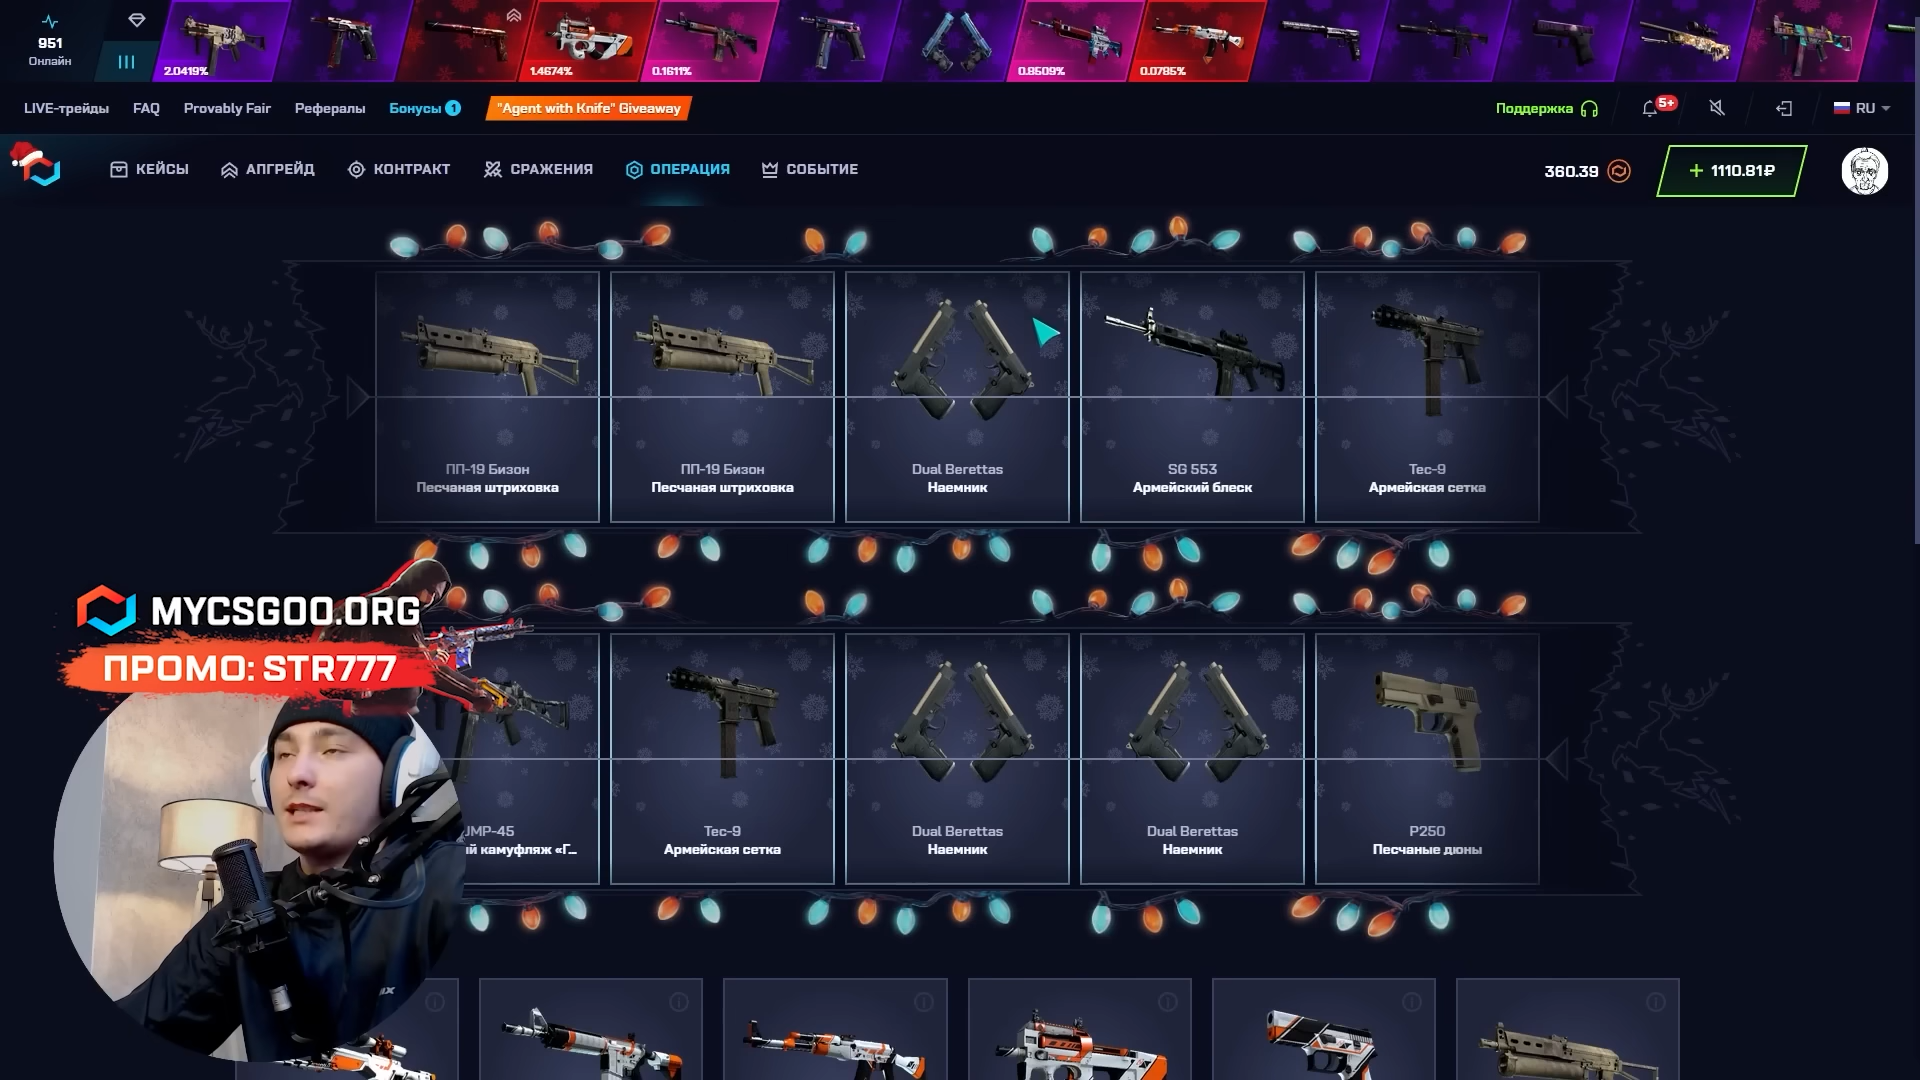 951
Онлайн
2.0419%
1.4674%
0.1611%
0.8509%
0.0785%
LIVE-трейды
FAQ
Provably Fair
Рефералы
Бонусы 1
"Agent with Knife" Giveaway
Поддержка
5+
RU
КЕЙСЫ
АПГРЕЙД
КОНТРАКТ
СРАЖЕНИЯ
ОПЕРАЦИЯ
СОБЫТИЕ
360.39
+ 1110.81₽
ПП-19 Бизон
Песчаная штриховка
ПП-19 Бизон
Песчаная штриховка
Dual Berettas
Наемник
SG 553
Армейский блеск
Tec-9
Армейская сетка
MYCSGOO.ORG
ПРОМО: STR777
UMP-45
й камуфляж «Г...
Tec-9
Армейская сетка
Dual Berettas
Наемник
Dual Berettas
Наемник
P250
Песчаные дюны